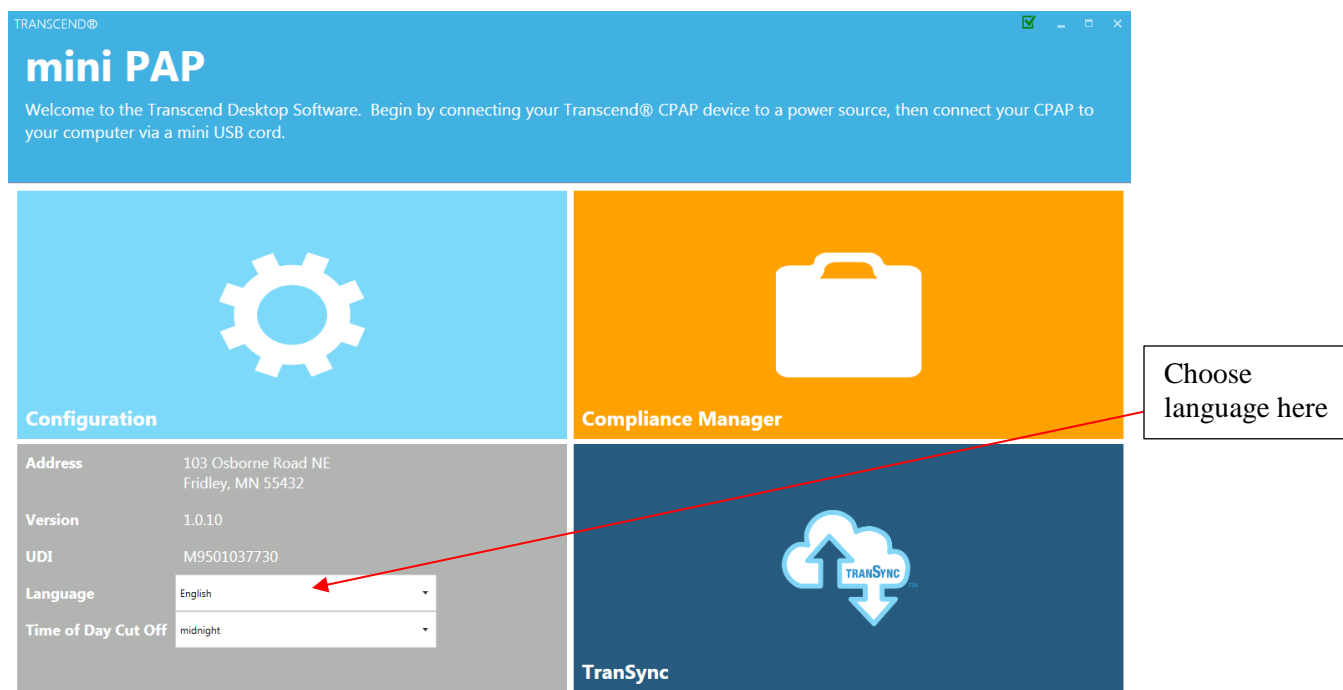 TRANSCEND®
mini PAP
Welcome to the Transcend Desktop Software.  Begin by connecting your Transcend® CPAP device to a power source, then connect your CPAP to
your computer via a mini USB cord.
Configuration
Compliance Manager
Choose
language here
Address 103 Osborne Road NE
Fridley, MN 55432
Version 1.0.10
UDI M9501037730
Language English
Time of Day Cut Off midnight
TRANSYNC™
TranSync